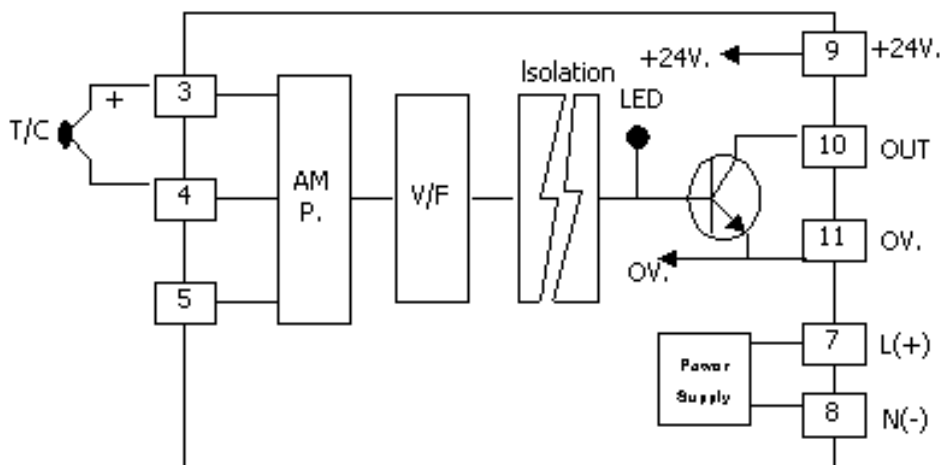 +24V.
9
+24V.
Isolation
LED
3
+
T/C
10
OUT
AM
P.
V/F
4
11
OV.
OV.
5
7
L(+)
Power
Supply
8
N(-)